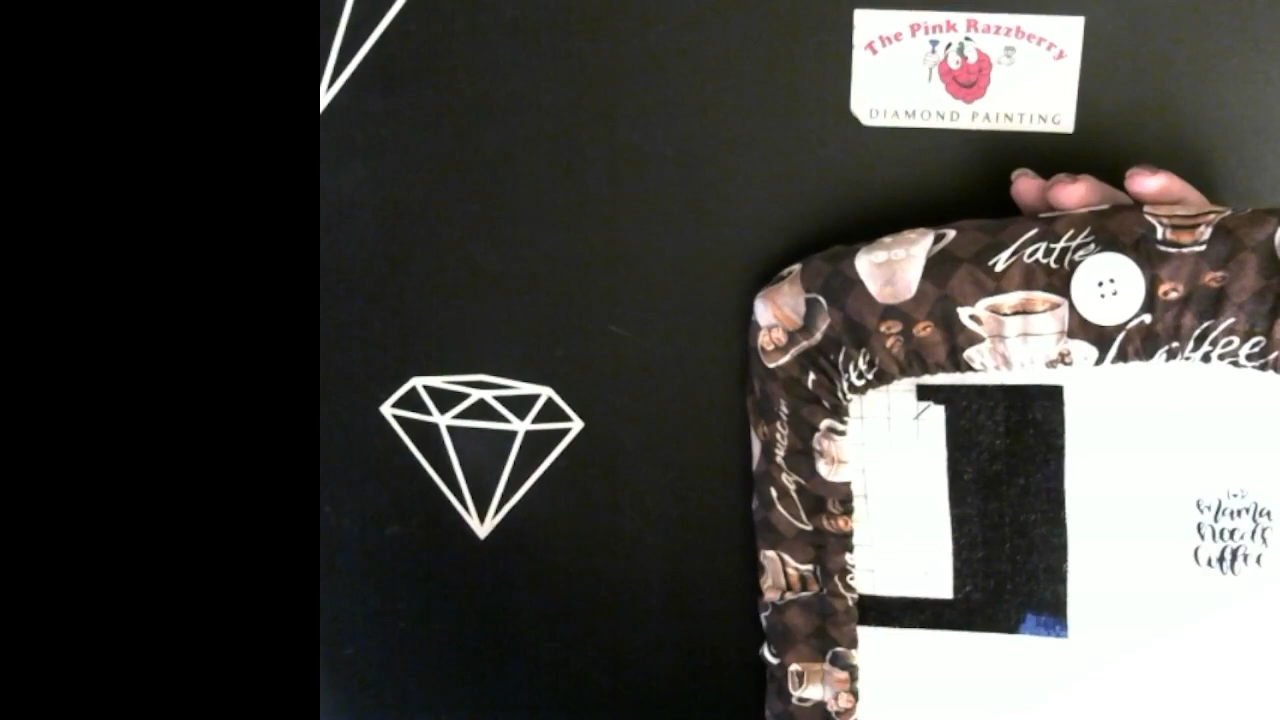 The Pink Razzberry
DIAMOND PAINTING
Latte
Coffee
Mama
needs
Coffee